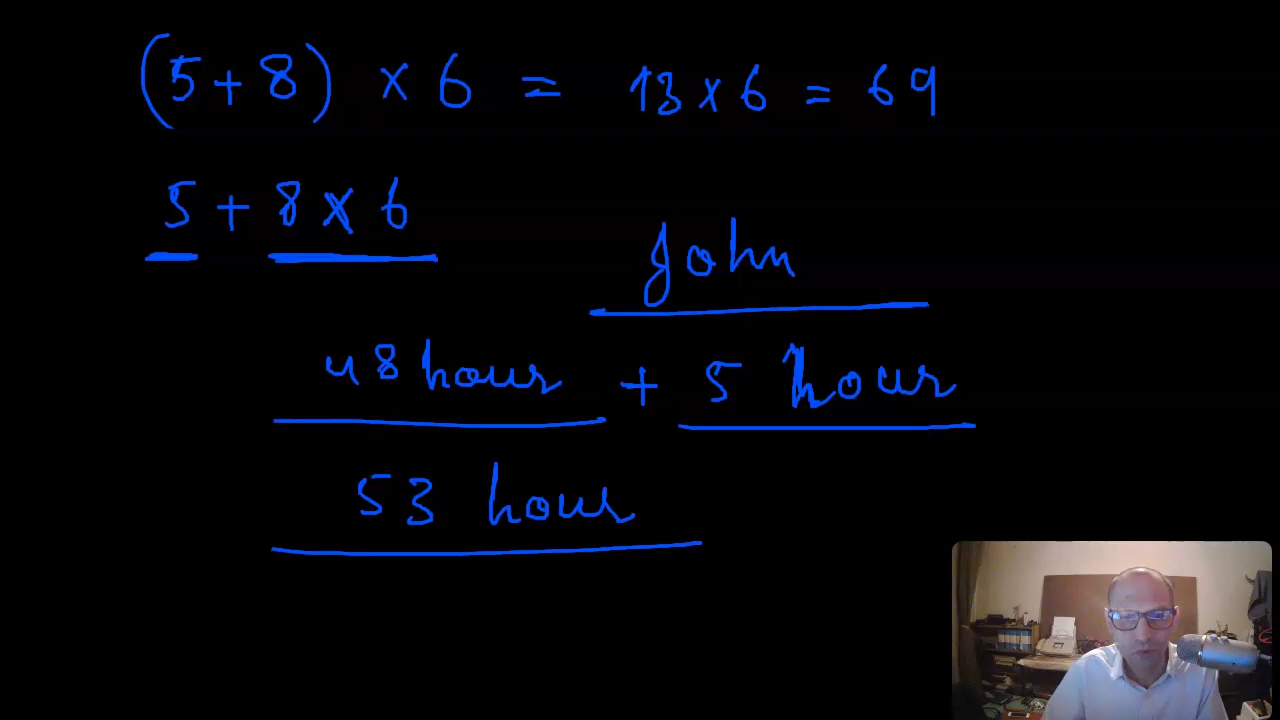 (5+8) × 6 = 13 × 6 = 69
5 + 8 × 6
John
48 hour + 5 hour
53 hour